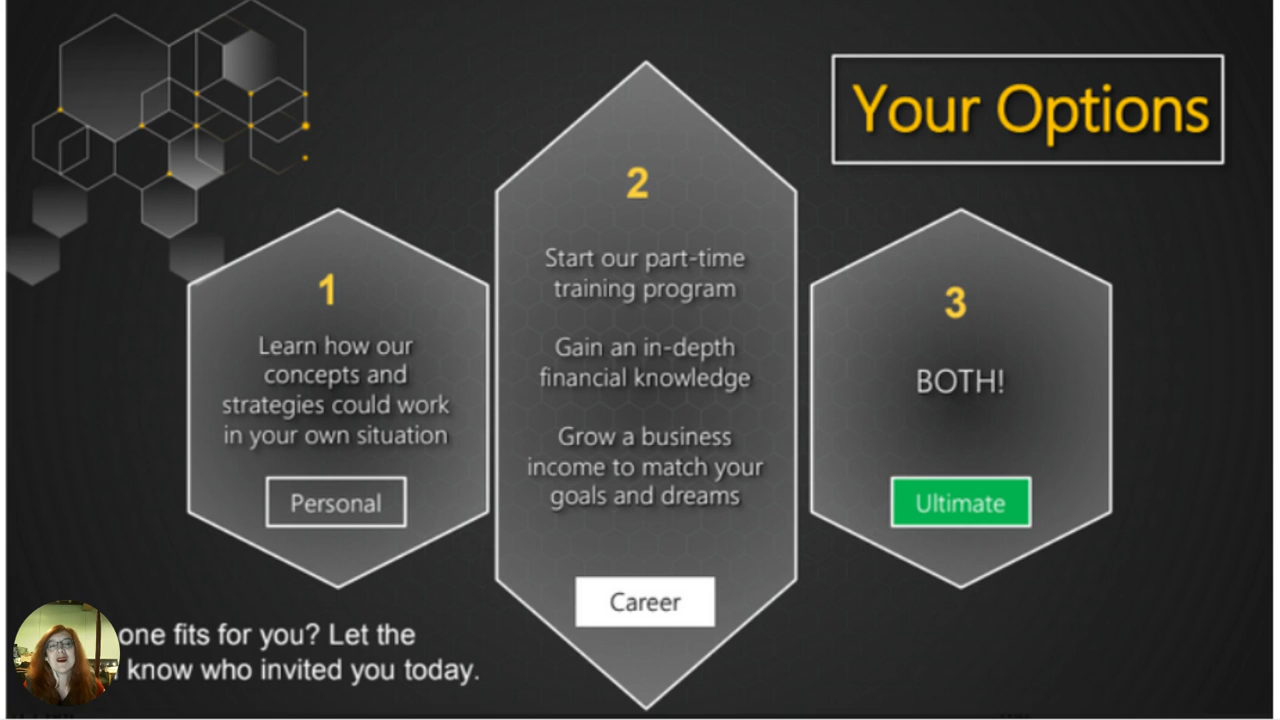 Your Options
1
Learn how our
concepts and
strategies could work
in your own situation
Personal
2
Start our part-time
training program
Gain an in-depth
financial knowledge
Grow a business
income to match your
goals and dreams
Career
3
BOTH!
Ultimate
one fits for you? Let the
know who invited you today.